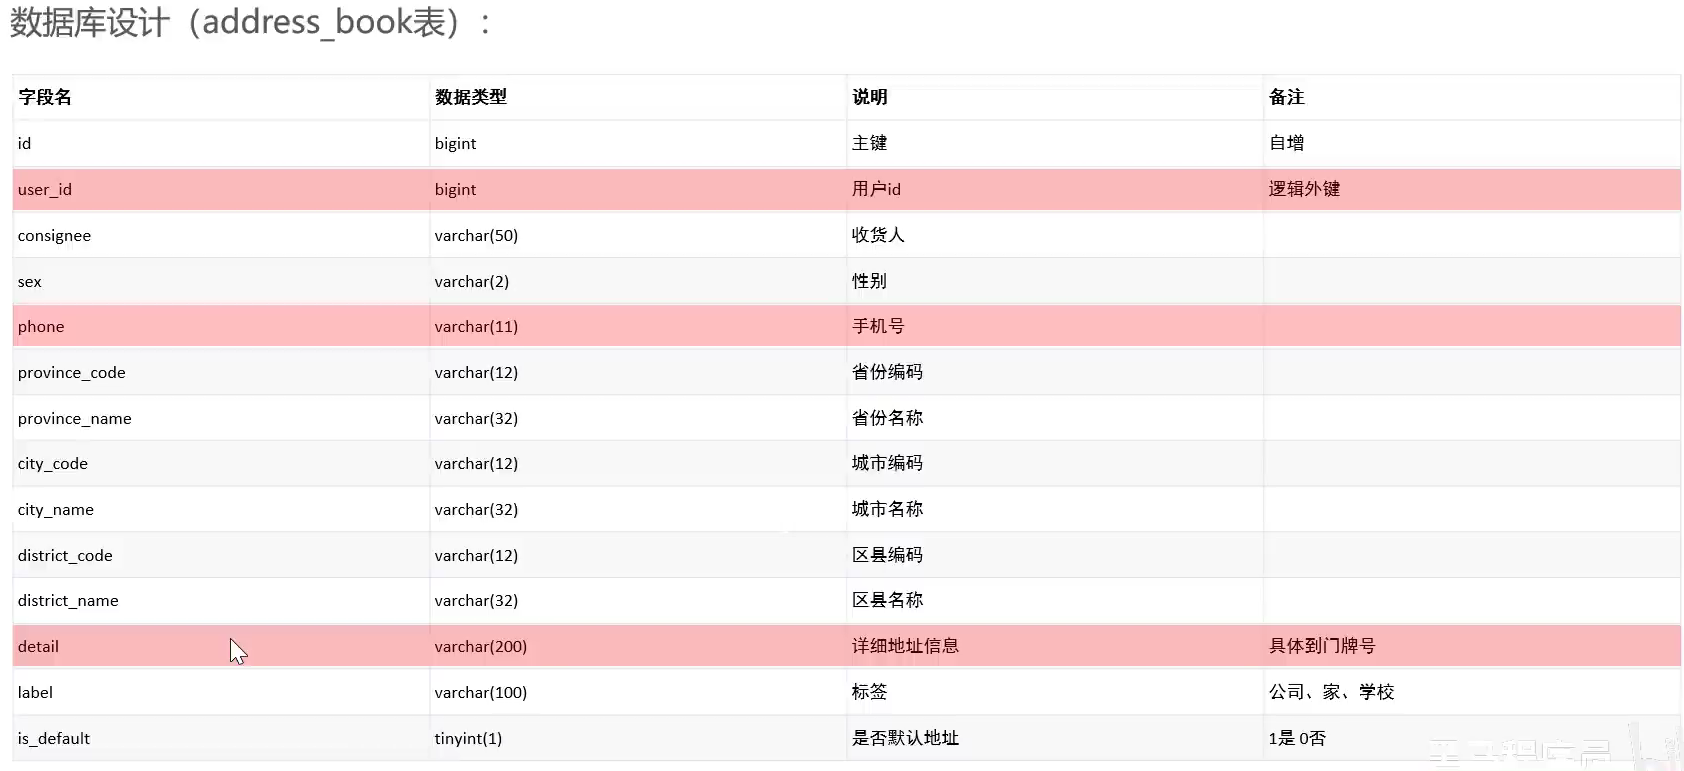 数据库设计（address_book表）：
字段名 数据类型 说明 备注
id bigint 主键 自增
user_id bigint 用户id 逻辑外键
consignee varchar(50) 收货人
sex varchar(2) 性别
phone varchar(11) 手机号
province_code varchar(12) 省份编码
province_name varchar(32) 省份名称
city_code varchar(12) 城市编码
city_name varchar(32) 城市名称
district_code varchar(12) 区县编码
district_name varchar(32) 区县名称
detail varchar(200) 详细地址信息 具体到门牌号
label varchar(100) 标签 公司、家、学校
is_default tinyint(1) 是否默认地址 1是 0否